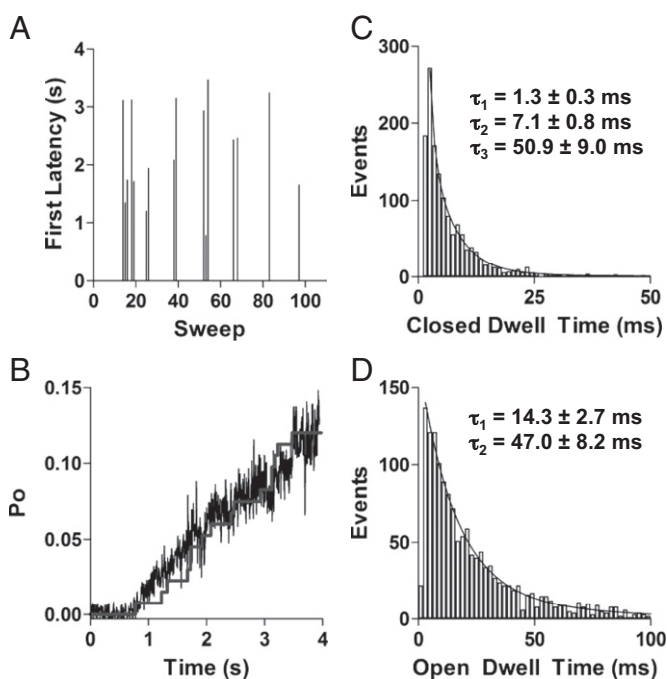 A
4
3
2
1
0
First Latency (s)
0 20 40 60 80 100
Sweep
B
0.15
0.10
0.05
0.00
Po
0 1 2 3 4
Time (s)
C
300
200
100
0
Events
τ1 = 1.3 ± 0.3 ms
τ2 = 7.1 ± 0.8 ms
τ3 = 50.9 ± 9.0 ms
0 25 50
Closed Dwell Time (ms)
D
150
100
50
0
Events
τ1 = 14.3 ± 2.7 ms
τ2 = 47.0 ± 8.2 ms
0 50 100
Open Dwell Time (ms)